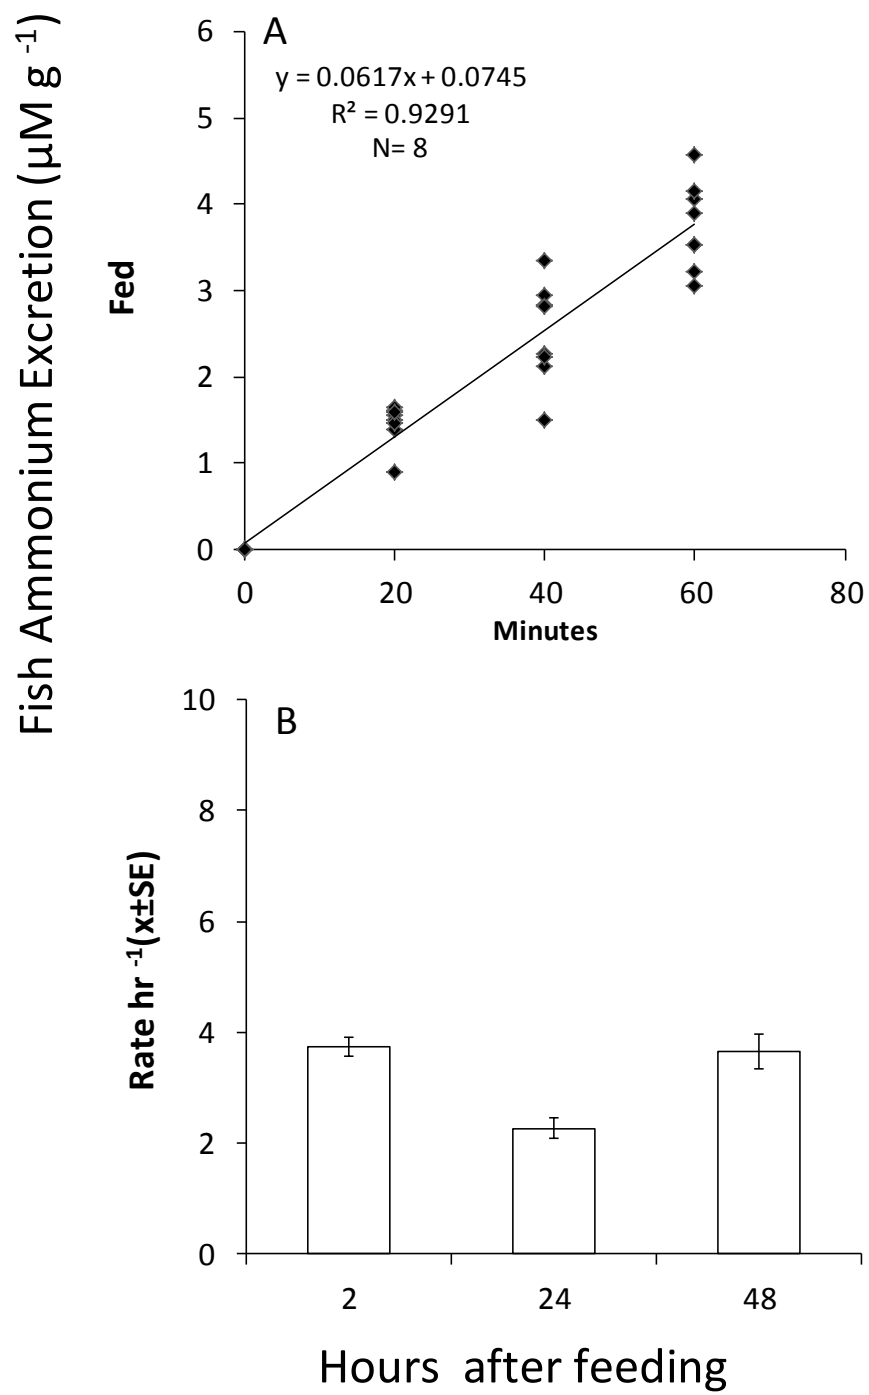 Fish Ammonium Excretion (µM g -1)
A
y = 0.0617x + 0.0745
R² = 0.9291
N= 8
Fed
6
5
4
3
2
1
0
0 20 40 60 80
Minutes
B
Rate hr -1(x±SE)
10
8
6
4
2
0
2 24 48
Hours after feeding